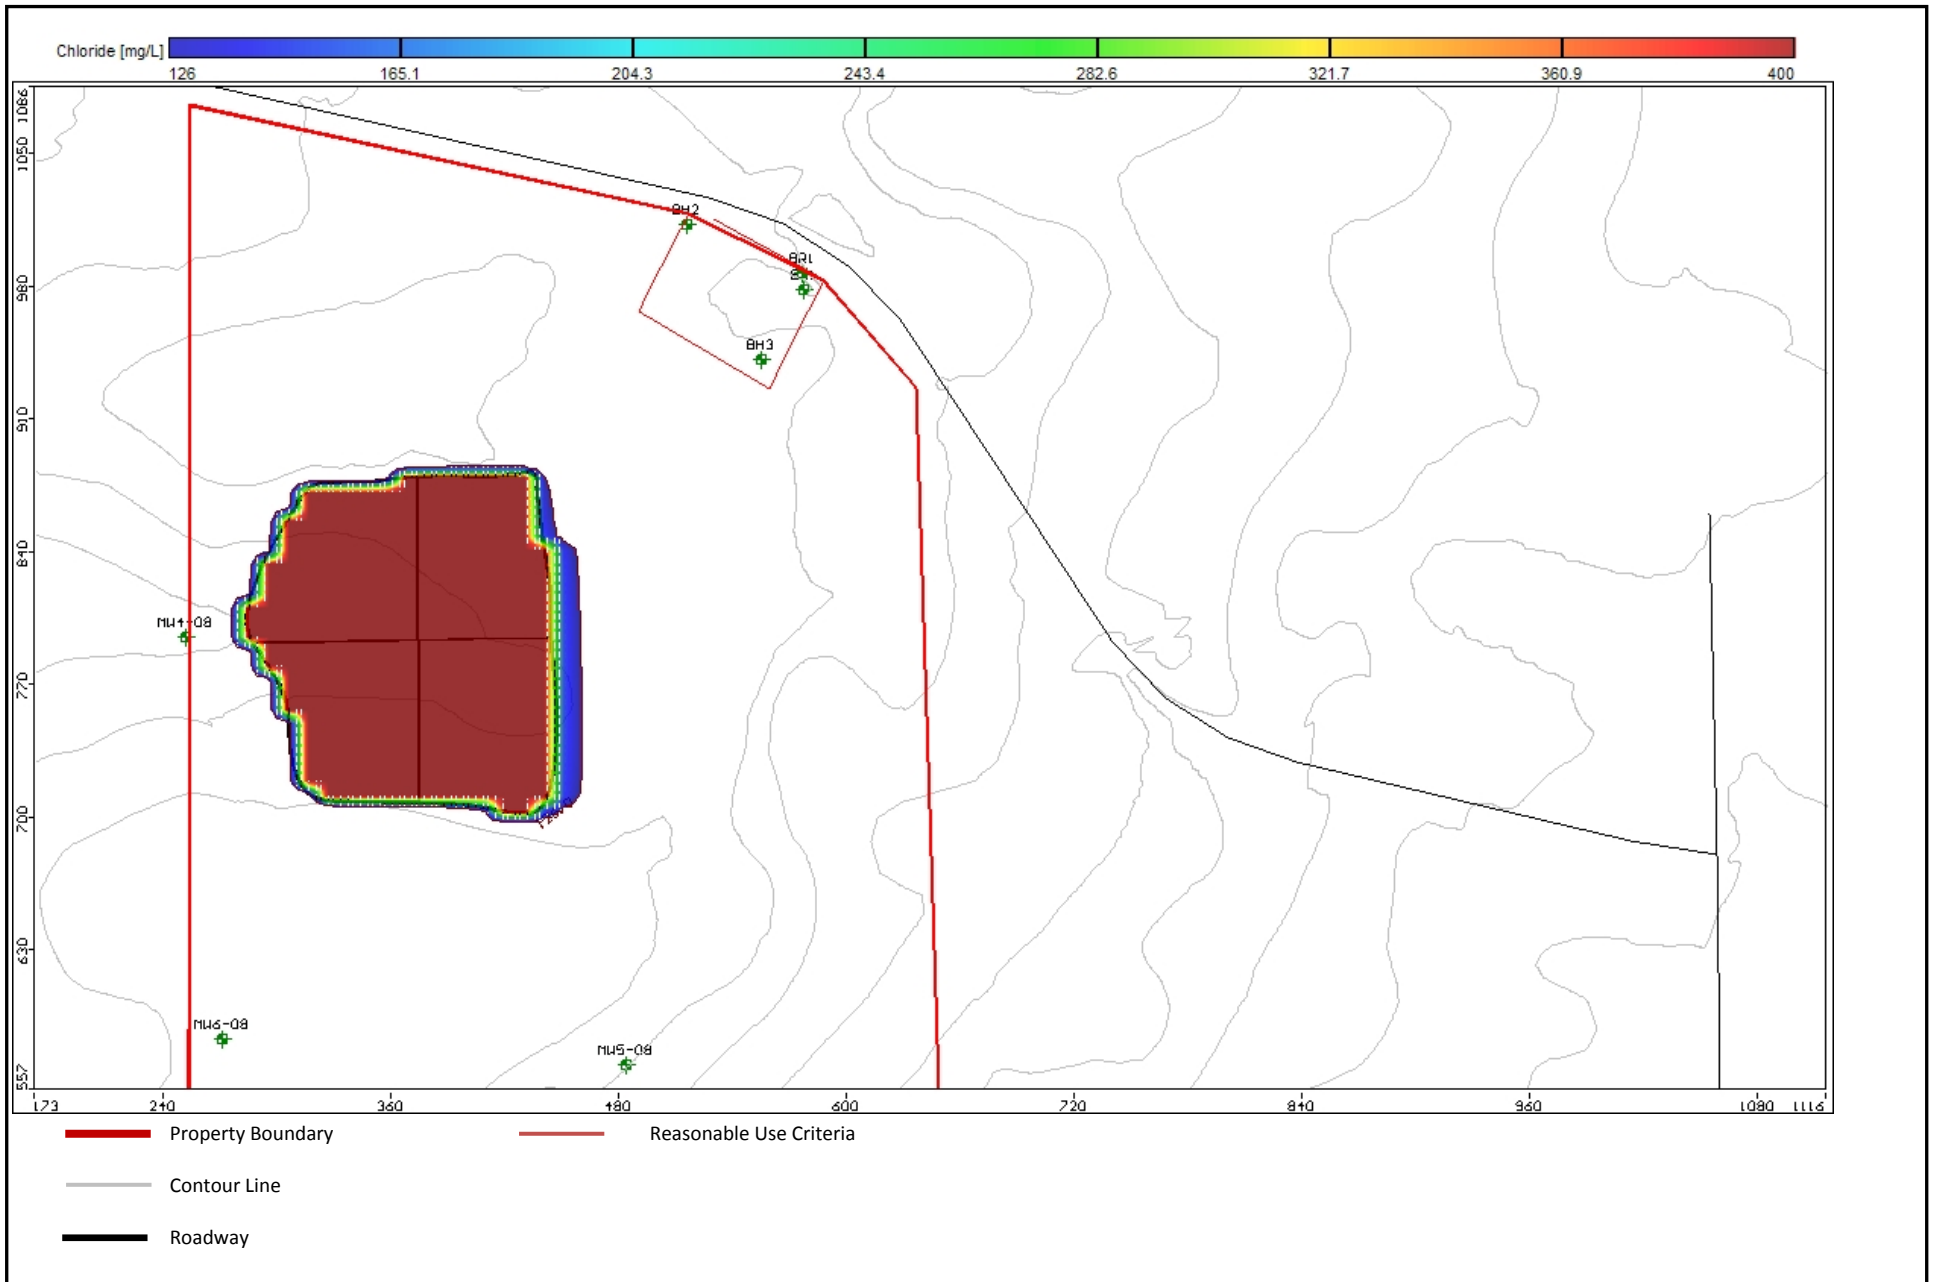 Chloride [mg/L]
126 165.1 204.3 243.4 282.6 321.7 360.9 400
1086
1050
BH2
BR1
980
BH3
910
840
MW4-08
770
700
630
MW6-08
MW5-08
557
173 240 360 480 600 720 840 960 1080 1116
Property Boundary Reasonable Use Criteria
Contour Line
Roadway